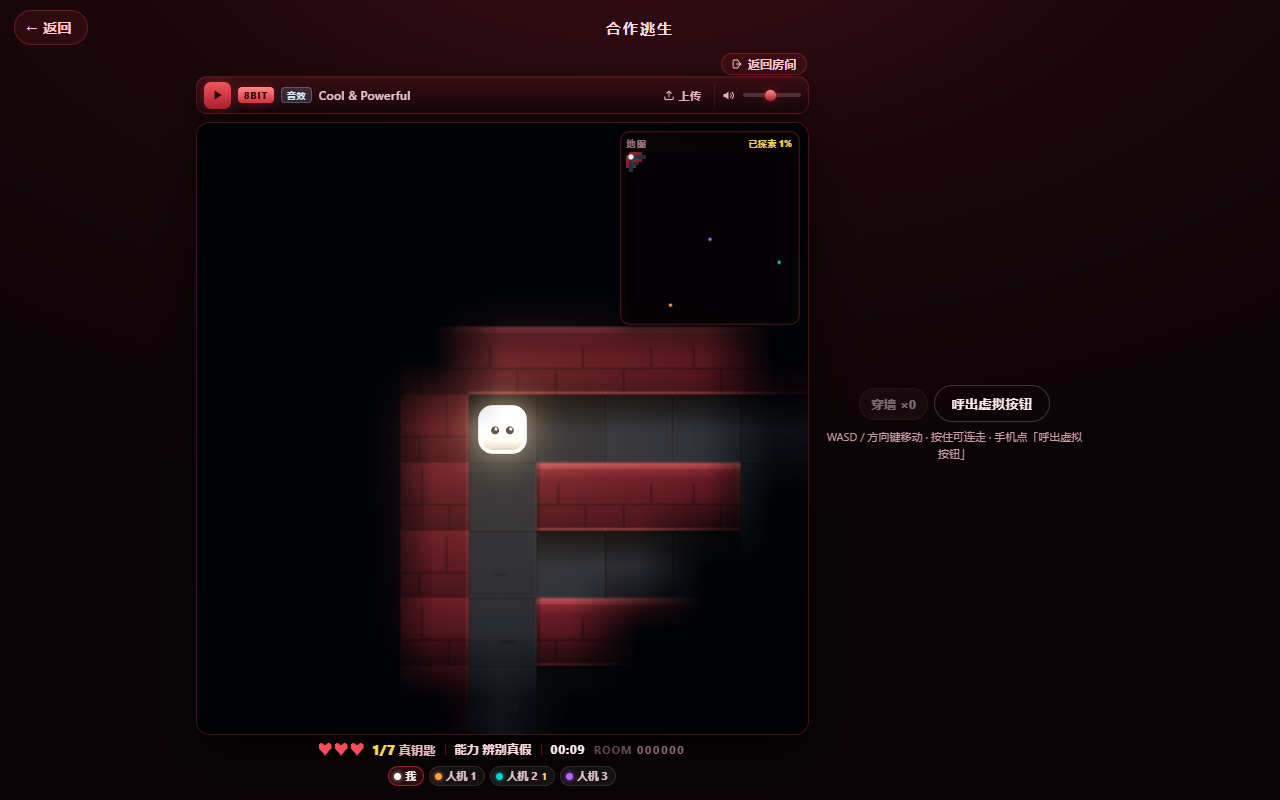 ← 返回
合作逃生
返回房间
8BIT 音效 Cool & Powerful 上传
地图 已探索 1%
穿墙 ×0 呼出虚拟按钮
WASD / 方向键移动 · 按住可连走 · 手机点「呼出虚拟
按钮」
1/7 真钥匙 能力 辨别真假 00:09 ROOM 000000
我 人机 1 人机 2 1 人机 3